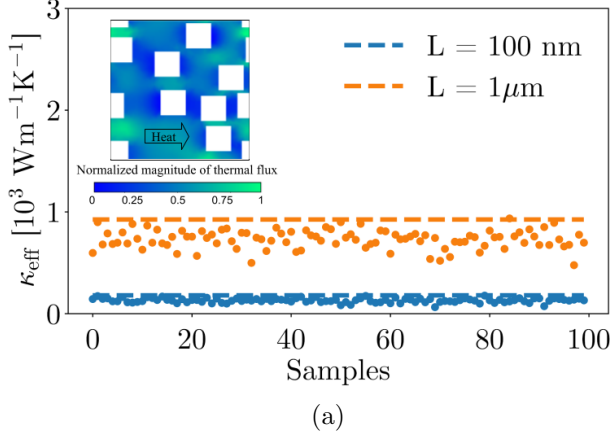 3
2
1
0
κeff [10³ Wm⁻¹K⁻¹]
L = 100 nm
L = 1μm
Heat
Normalized magnitude of thermal flux
0 0.25 0.5 0.75 1
0 20 40 60 80 100
Samples
(a)